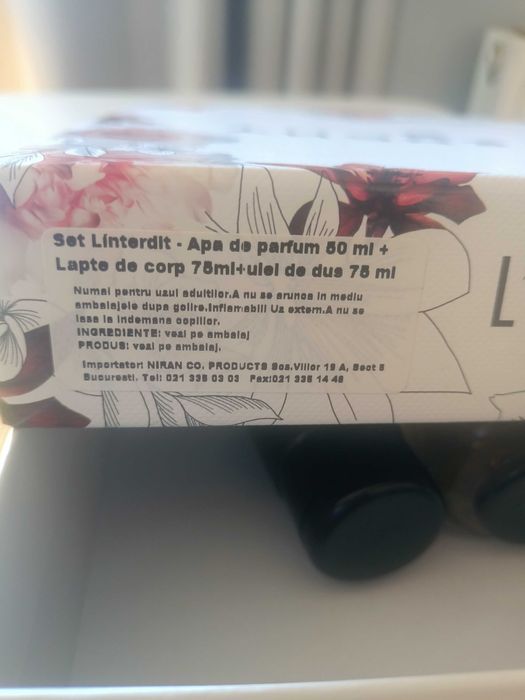 Set Linterdit - Apa de parfum 50 ml +
Lapte de corp 75ml+ulei de dus 75 ml
Numai pentru uzul adultilor.A nu se arunca in mediu
ambalajele dupa golire.Inflamabil! Uz extern.A nu se
lasa la indemana copiilor.
INGREDIENTE: vezi pe ambalaj
PRODUS: vezi pe ambalaj.
Importator: NIRAN CO. PRODUCTS Sos.Viilor 19 A, Sect 5
Bucuresti. Tel: 021 335 03 03 Fax:021 335 14 48
L